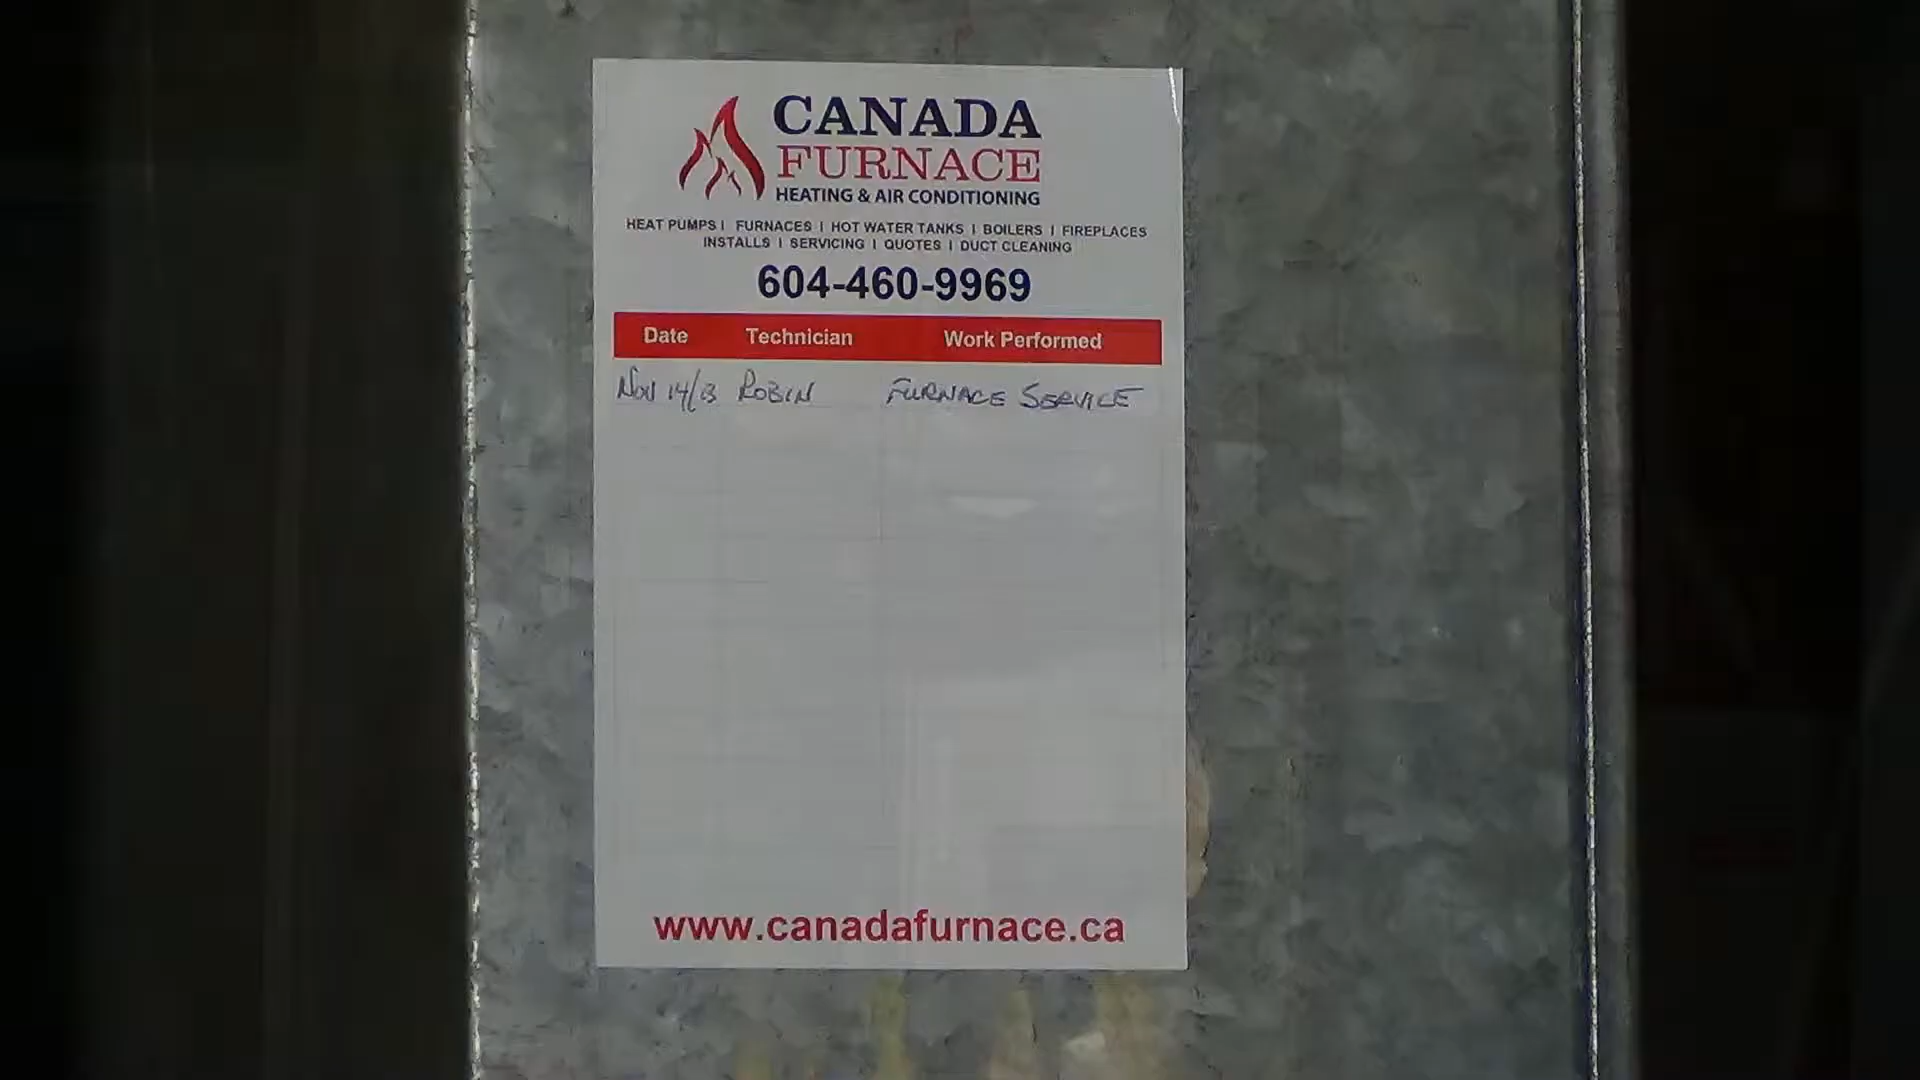 CANADA
FURNACE
HEATING & AIR CONDITIONING
HEAT PUMPS | FURNACES | HOT WATER TANKS | BOILERS | FIREPLACES
INSTALLS | SERVICING | QUOTES | DUCT CLEANING
604-460-9969
Date Technician Work Performed
Nov 14/13 ROBIN FURNACE SERVICE
www.canadafurnace.ca